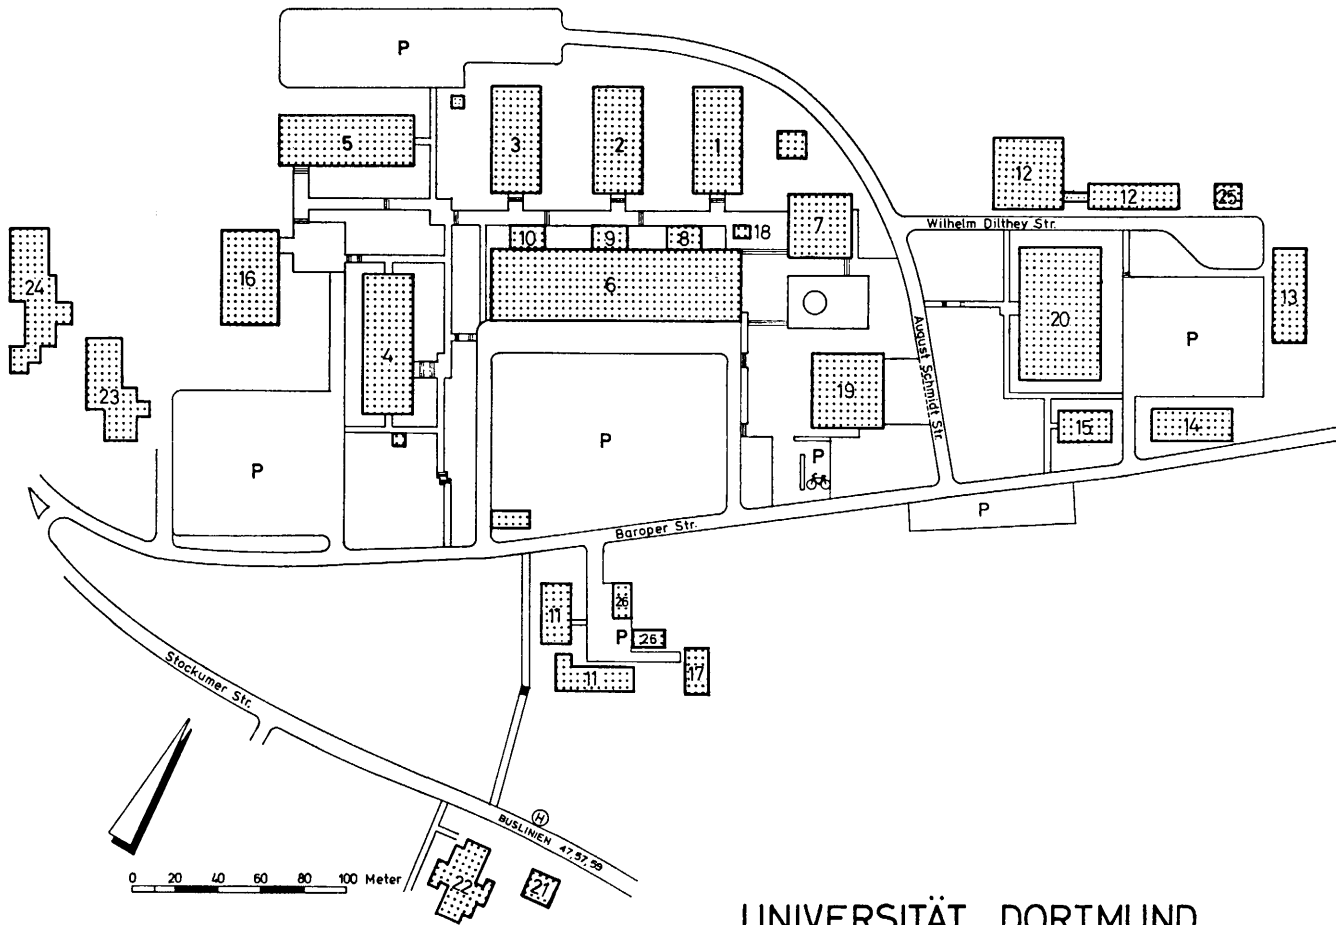 P
3
2
1
5
12
12
25
7
Wilhelm Dilthey Str.
10
9
8
18
16
6
24
20
13
4
August Schmidt Str.
P
23
19
15
14
P
P
P
P
Baroper Str.
11
26
P
26
17
11
Stockumer Str.
H
BUSLINIEN 47, 57, 58
0 20 40 60 80 100 Meter
22
21
UNIVERSITÄT DORTMUND